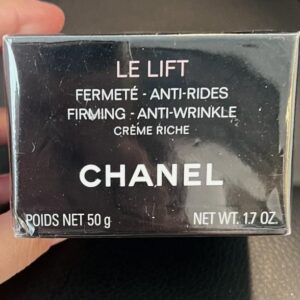 LE LIFT
FERMETÉ - ANTI-RIDES
FIRMING - ANTI-WRINKLE
CRÈME RICHE
CHANEL
POIDS NET 50 g NET WT. 1.7 OZ.